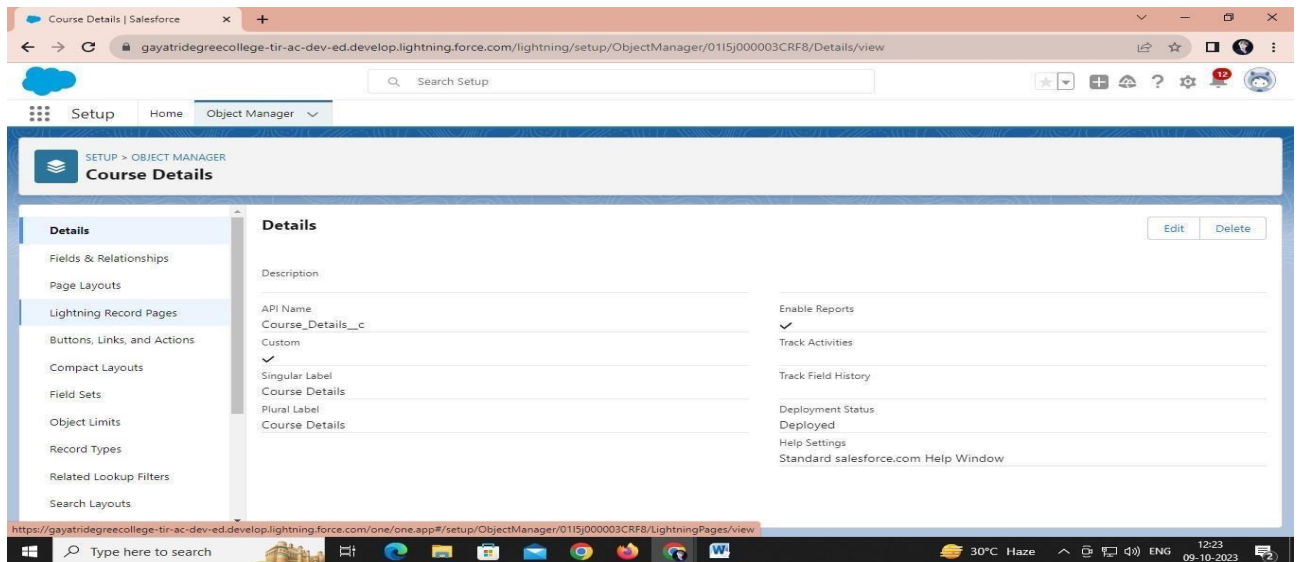 Course Details | Salesforce
gayatridegreecollege-tir-ac-dev-ed.develop.lightning.force.com/lightning/setup/ObjectManager/01I5j000003CRF8/Details/view
Search Setup
12
Setup
Home
Object Manager
SETUP > OBJECT MANAGER
Course Details
Details
Fields & Relationships
Page Layouts
Lightning Record Pages
Buttons, Links, and Actions
Compact Layouts
Field Sets
Object Limits
Record Types
Related Lookup Filters
Search Layouts
Details
Edit
Delete
Description
API Name
Course_Details__c
Custom
Singular Label
Course Details
Plural Label
Course Details
Enable Reports
Track Activities
Track Field History
Deployment Status
Deployed
Help Settings
Standard salesforce.com Help Window
https://gayatridegreecollege-tir-ac-dev-ed.develop.lightning.force.com/one/one.app#/setup/ObjectManager/01I5j000003CRF8/LightningPages/view
Type here to search
30°C Haze
ENG
12:23
09-10-2023
2